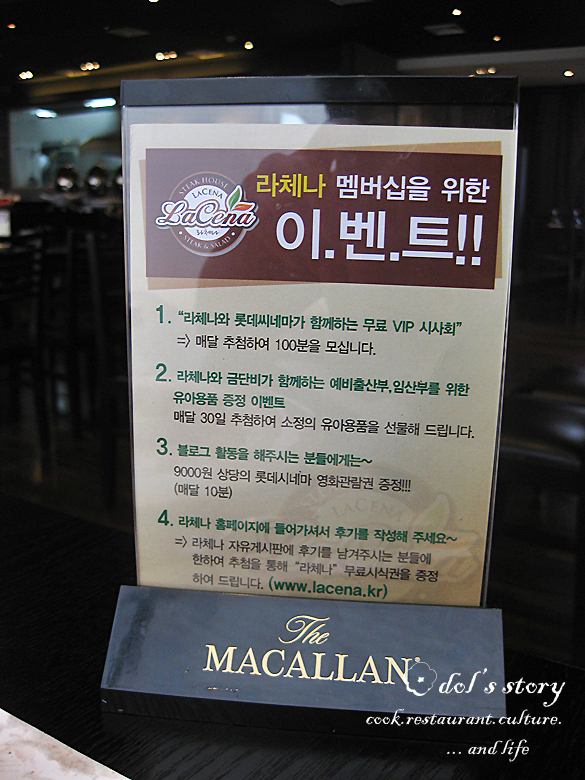 STEAK HOUSE
LACENA
LaCena
라체나
STEAK & SALAD
라체나 멤버십을 위한
이.벤.트!!
1. "라체나와 롯데씨네마가 함께하는 무료 VIP 시사회"
=> 매달 추첨하여 100분을 모십니다.
2. 라체나와 금단비가 함께하는 예비출산부,임산부를 위한
유아용품 증정 이벤트
매달 30일 추첨하여 소정의 유아용품을 선물해 드립니다.
3. 블로그 활동을 해주시는 분들에게는~
9000원 상당의 롯데시네마 영화관람권 증정!!!
(매달 10분)
4. 라체나 홈페이지에 들어가셔서 후기를 작성해 주세요~
=> 라체나 자유게시판에 후기를 남겨주시는 분들에
한하여 추첨을 통해 "라체나" 무료시식권을 증정
하여 드립니다. (www.lacena.kr)
The
MACALLAN
dol's story
cook.restaurant.culture.
... and life